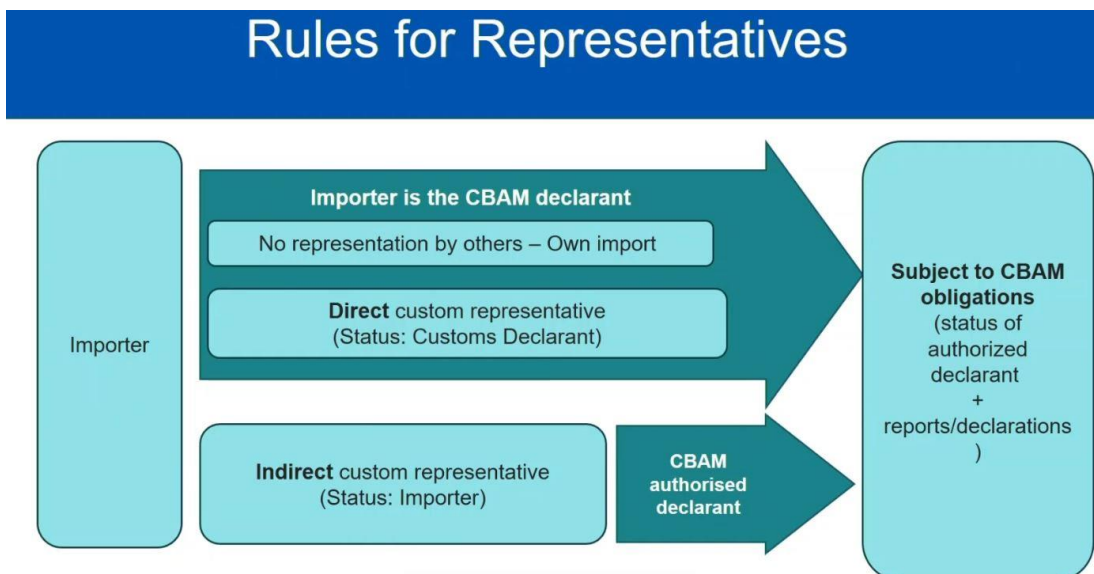 Rules for Representatives
Importer
Importer is the CBAM declarant
No representation by others – Own import
Direct custom representative
(Status: Customs Declarant)
Indirect custom representative
(Status: Importer)
CBAM
authorised
declarant
Subject to CBAM
obligations
(status of
authorized
declarant
+
reports/declarations
)